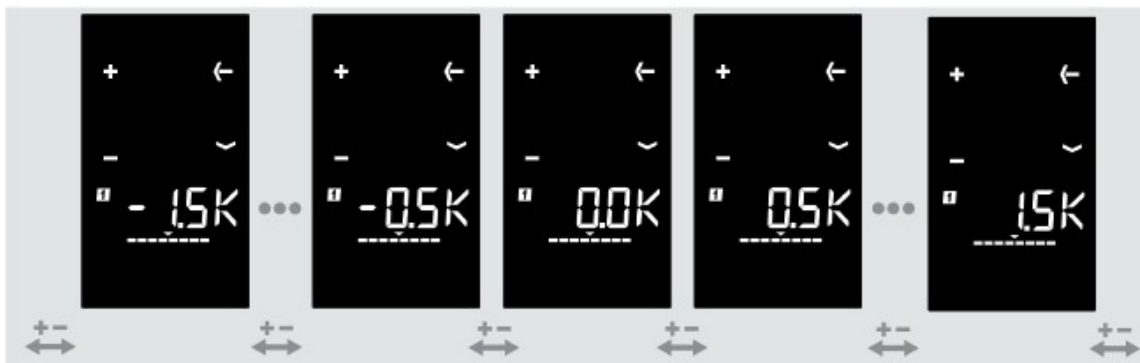 + + + + +
- - - - -
-1.5K -0.5K 0.0K 0.5K 1.5K
+- +- +- +- +- +-